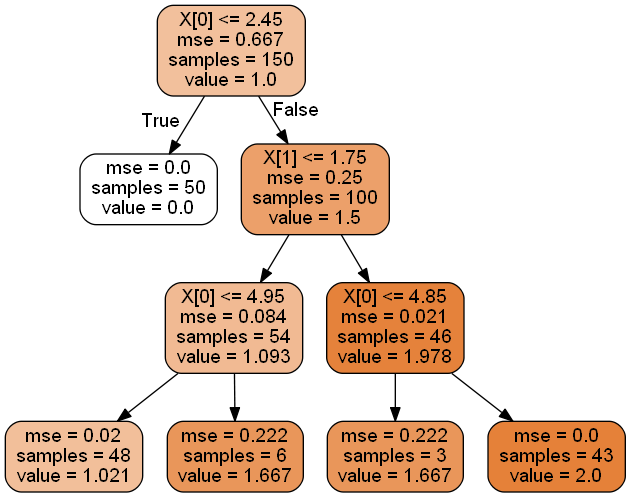 X[0] <= 2.45
mse = 0.667
samples = 150
value = 1.0
True
False
mse = 0.0
samples = 50
value = 0.0
X[1] <= 1.75
mse = 0.25
samples = 100
value = 1.5
X[0] <= 4.95
mse = 0.084
samples = 54
value = 1.093
X[0] <= 4.85
mse = 0.021
samples = 46
value = 1.978
mse = 0.02
samples = 48
value = 1.021
mse = 0.222
samples = 6
value = 1.667
mse = 0.222
samples = 3
value = 1.667
mse = 0.0
samples = 43
value = 2.0